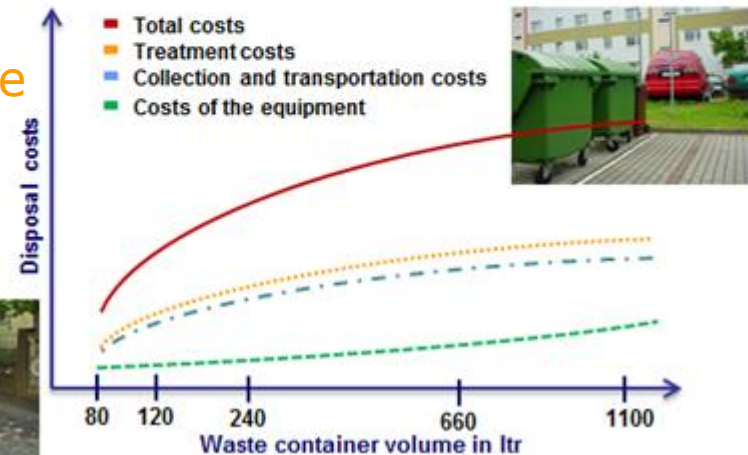 Total costs
Treatment costs
Collection and transportation costs
Costs of the equipment
e
Disposal costs
80 120 240 660 1100
Waste container volume in ltr